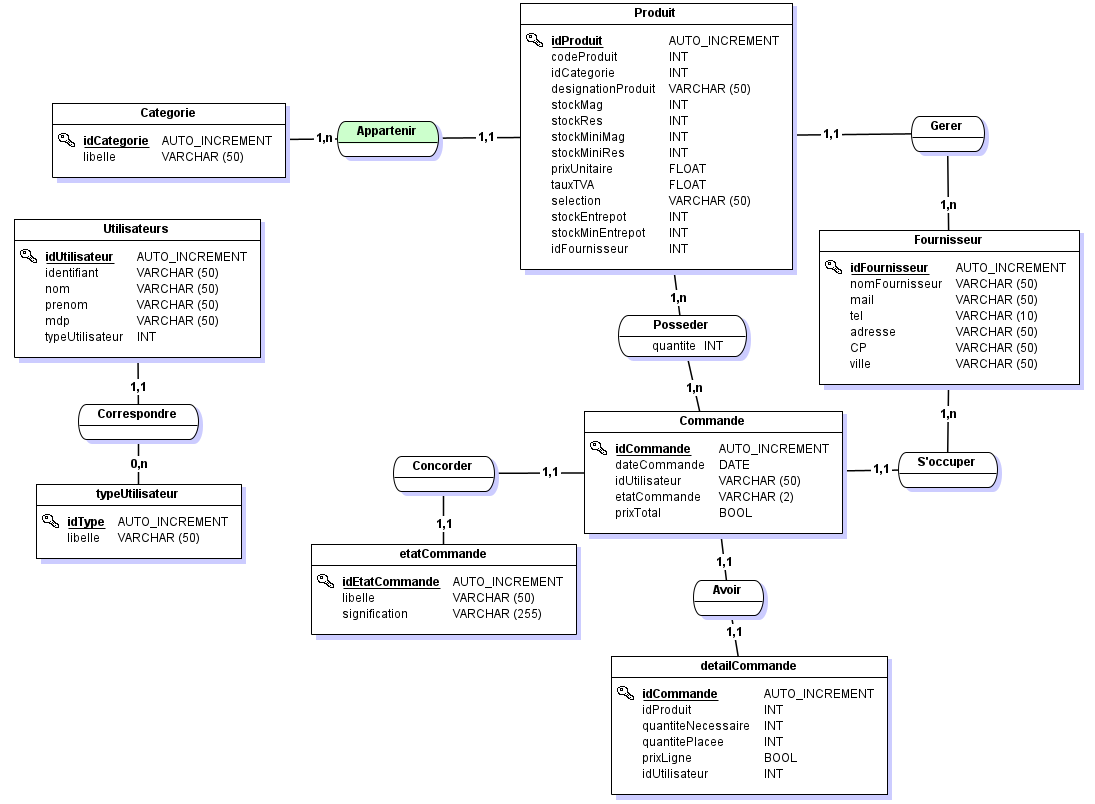 Produit
idProduit AUTO_INCREMENT
codeProduit INT
idCategorie INT
designationProduit VARCHAR (50)
stockMag INT
stockRes INT
stockMiniMag INT
stockMiniRes INT
prixUnitaire FLOAT
tauxTVA FLOAT
selection VARCHAR (50)
stockEntrepot INT
stockMinEntrepot INT
idFournisseur INT
Categorie
idCategorie AUTO_INCREMENT
libelle VARCHAR (50)
1,n
Appartenir
1,1
1,1
Gerer
1,n
Utilisateurs
idUtilisateur AUTO_INCREMENT
identifiant VARCHAR (50)
nom VARCHAR (50)
prenom VARCHAR (50)
mdp VARCHAR (50)
typeUtilisateur INT
Fournisseur
idFournisseur AUTO_INCREMENT
nomFournisseur VARCHAR (50)
mail VARCHAR (50)
tel VARCHAR (10)
adresse VARCHAR (50)
CP VARCHAR (50)
ville VARCHAR (50)
1,n
Posseder
quantite INT
1,n
1,1
Correspondre
0,n
typeUtilisateur
idType AUTO_INCREMENT
libelle VARCHAR (50)
Commande
idCommande AUTO_INCREMENT
dateCommande DATE
idUtilisateur VARCHAR (50)
etatCommande VARCHAR (2)
prixTotal BOOL
1,n
S'occuper
1,1
Concorder
1,1
1,1
etatCommande
idEtatCommande AUTO_INCREMENT
libelle VARCHAR (50)
signification VARCHAR (255)
1,1
Avoir
1,1
detailCommande
idCommande AUTO_INCREMENT
idProduit INT
quantiteNecessaire INT
quantitePlacee INT
prixLigne BOOL
idUtilisateur INT